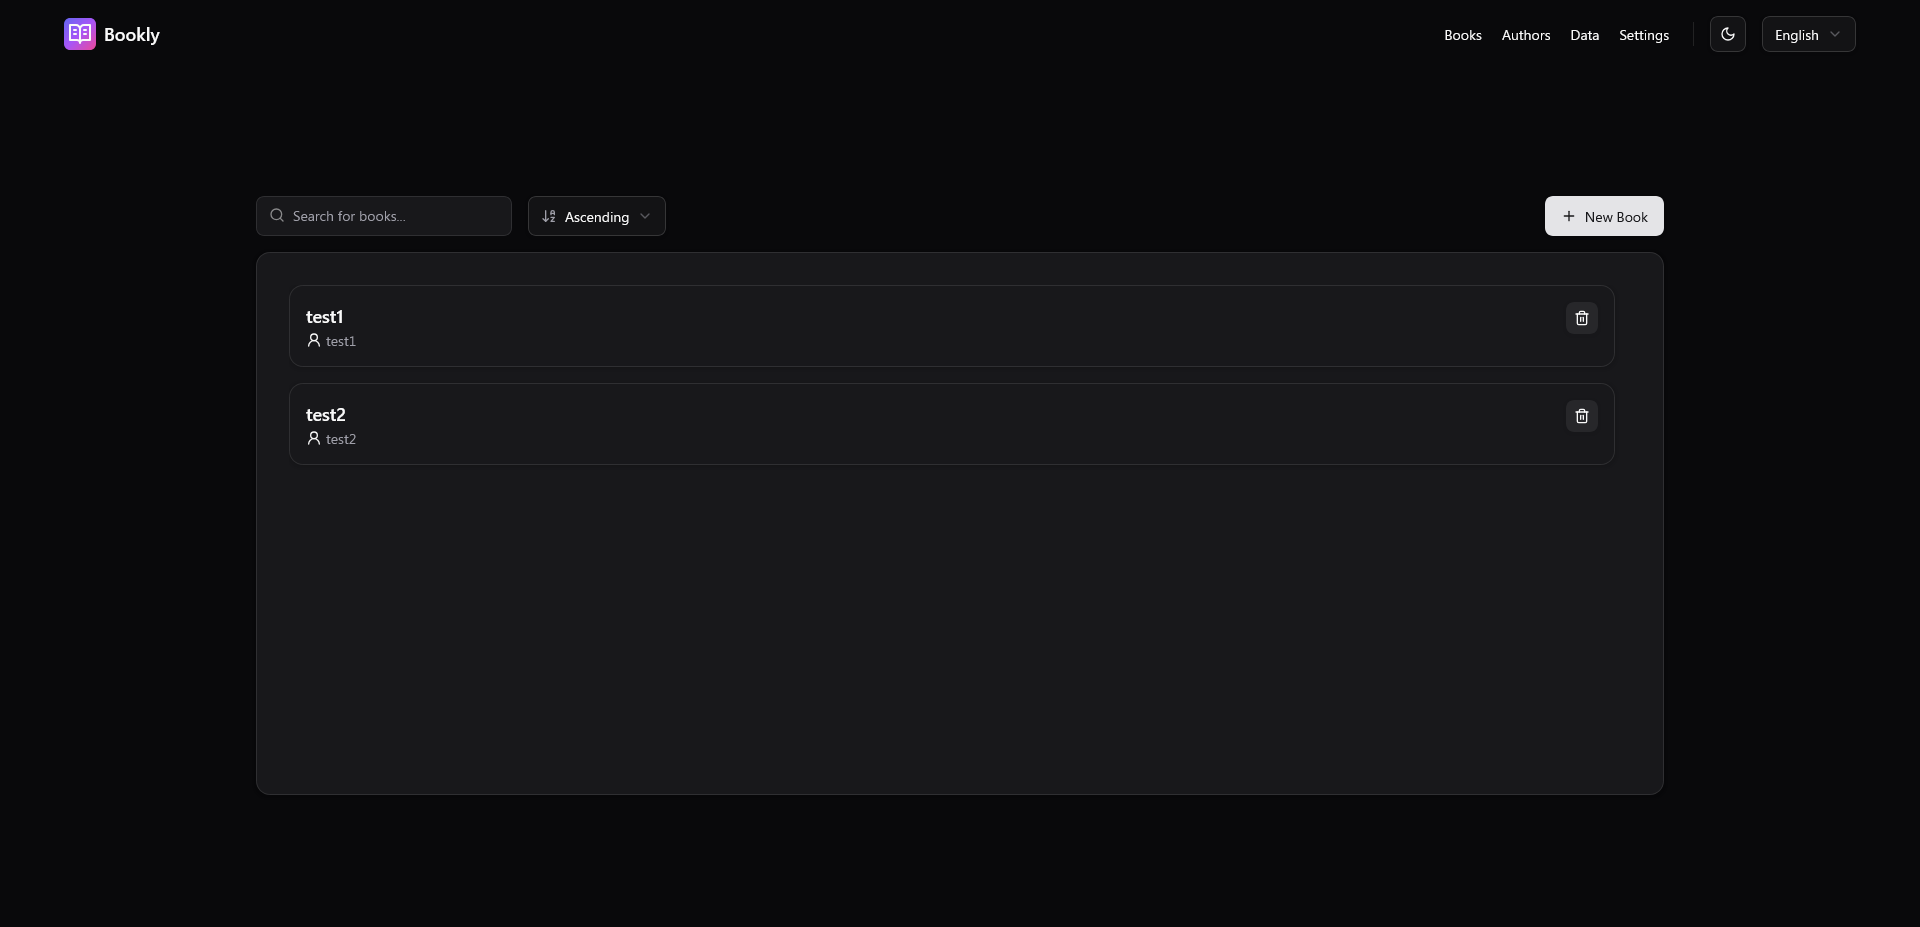 Bookly
Books Authors Data Settings English
Search for books... Ascending New Book
test1
test1
test2
test2